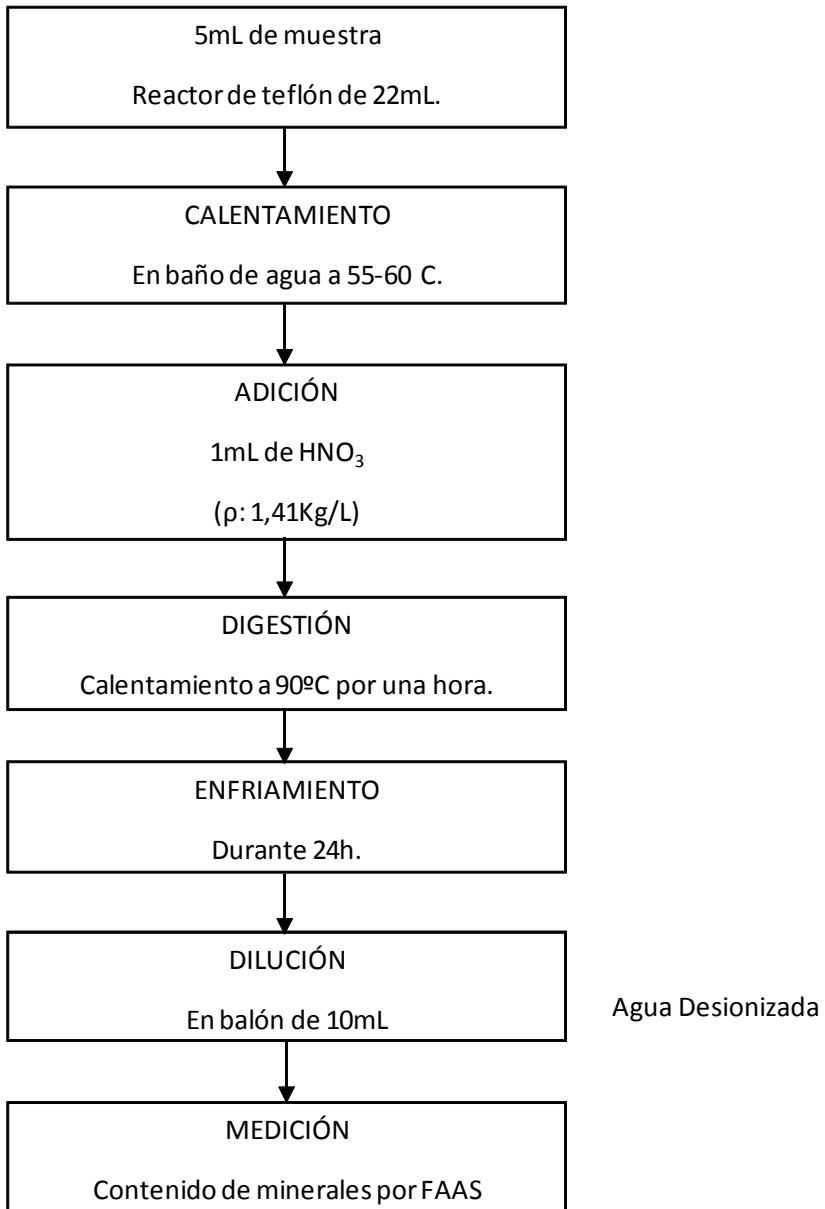 5mL de muestra
Reactor de teflón de 22mL.
CALENTAMIENTO
En baño de agua a 55-60 C.
ADICIÓN
1mL de HNO₃
(ρ: 1,41Kg/L)
DIGESTIÓN
Calentamiento a 90ºC por una hora.
ENFRIAMIENTO
Durante 24h.
DILUCIÓN
En balón de 10mL
Agua Desionizada
MEDICIÓN
Contenido de minerales por FAAS